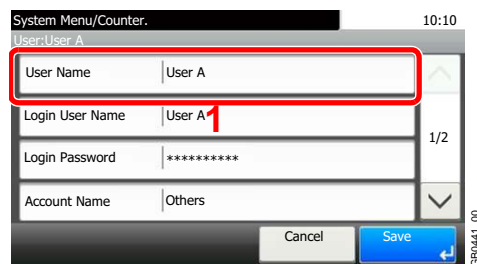 System Menu/Counter. 10:10
User:User A
User Name User A
Login User Name User A
1
1/2
Login Password **********
Account Name Others
Cancel Save
GB0441_00